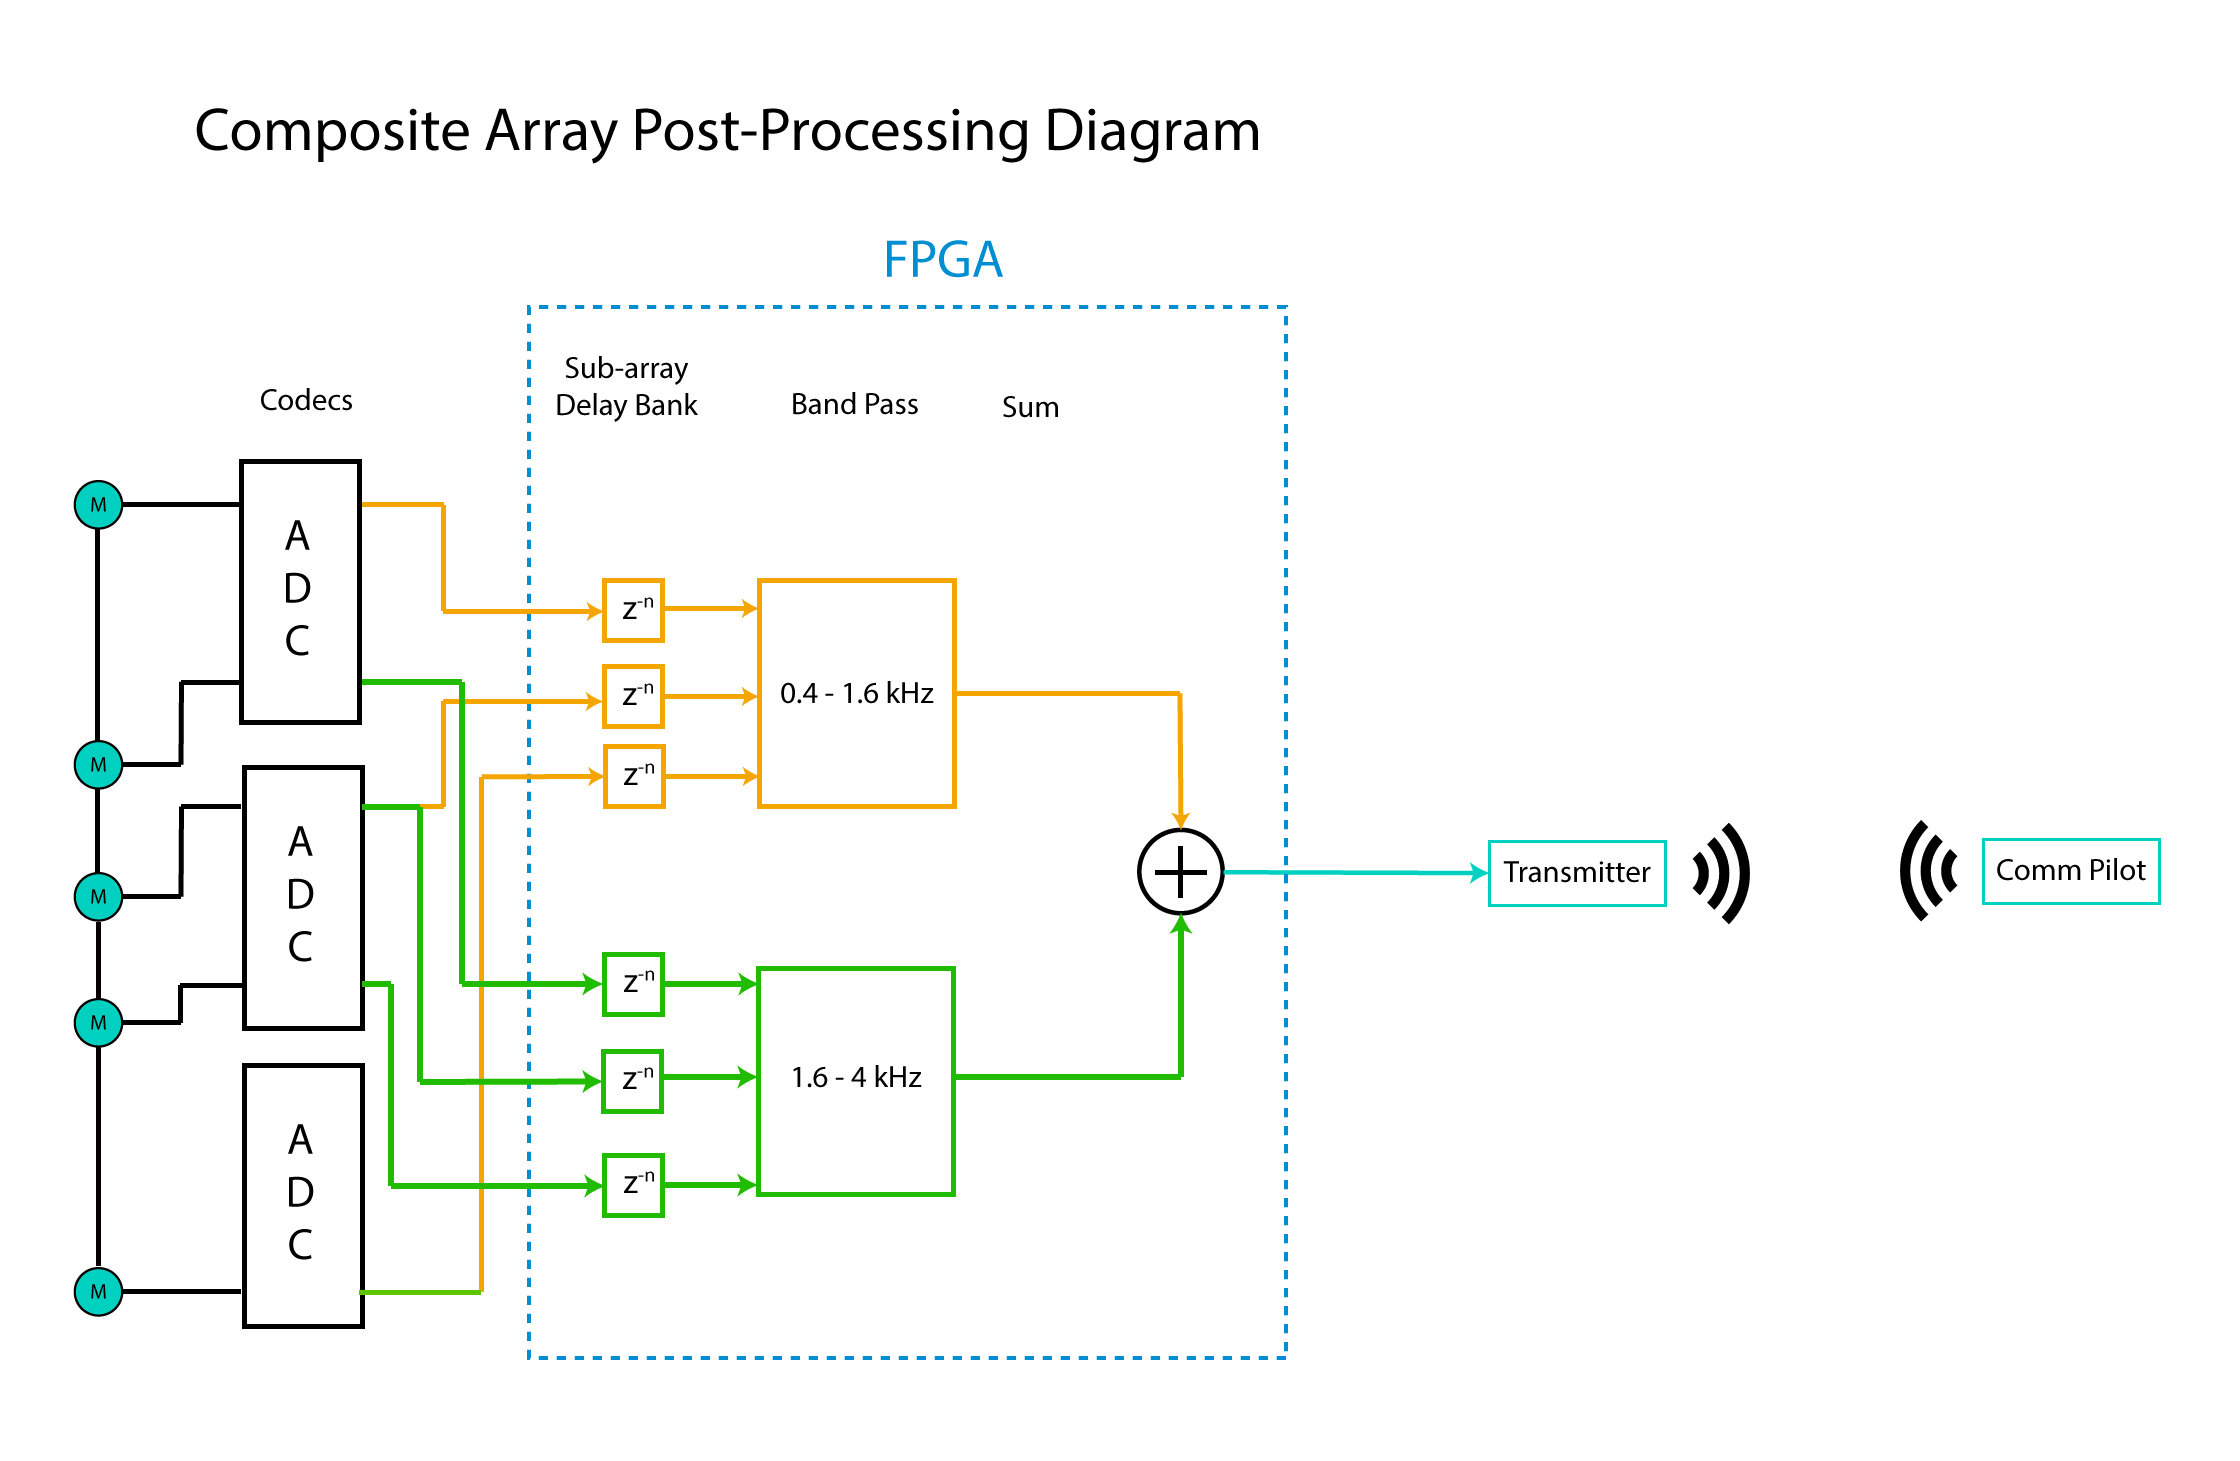 Composite Array Post-Processing Diagram
FPGA
Codecs
Sub-array
Delay Bank
Band Pass
Sum
M
M
M
M
M
A
D
C
A
D
C
A
D
C
z-n
z-n
z-n
0.4 - 1.6 kHz
z-n
z-n
z-n
1.6 - 4 kHz
Transmitter
Comm Pilot